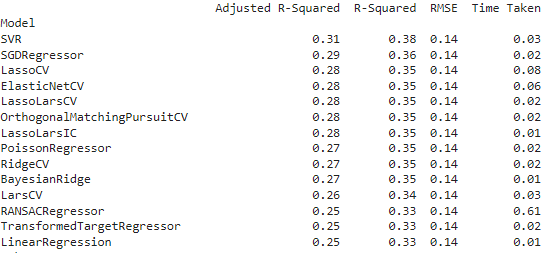 Adjusted R-Squared R-Squared RMSE Time Taken
Model
SVR 0.31 0.38 0.14 0.03
SGDRegressor 0.29 0.36 0.14 0.02
LassoCV 0.28 0.35 0.14 0.08
ElasticNetCV 0.28 0.35 0.14 0.06
LassoLarsCV 0.28 0.35 0.14 0.02
OrthogonalMatchingPursuitCV 0.28 0.35 0.14 0.02
LassoLarsIC 0.28 0.35 0.14 0.01
PoissonRegressor 0.27 0.35 0.14 0.02
RidgeCV 0.27 0.35 0.14 0.02
BayesianRidge 0.27 0.35 0.14 0.01
LarsCV 0.26 0.34 0.14 0.03
RANSACRegressor 0.25 0.33 0.14 0.61
TransformedTargetRegressor 0.25 0.33 0.14 0.02
LinearRegression 0.25 0.33 0.14 0.01